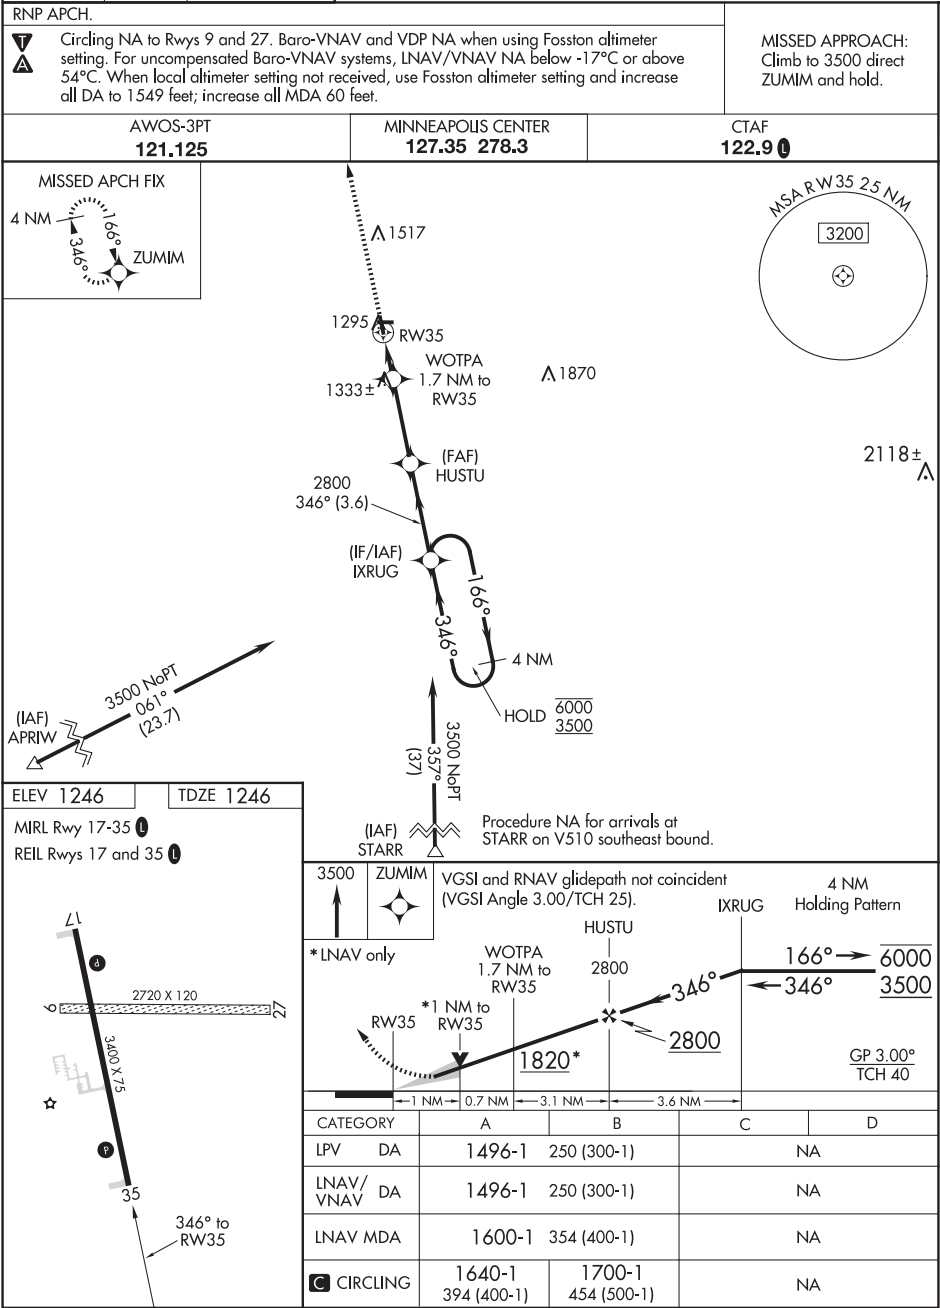 RNP APCH.
T
A
Circling NA to Rwys 9 and 27. Baro-VNAV and VDP NA when using Fosston altimeter
setting. For uncompensated Baro-VNAV systems, LNAV/VNAV NA below -17°C or above
54°C. When local altimeter setting not received, use Fosston altimeter setting and increase
all DA to 1549 feet; increase all MDA 60 feet.
MISSED APPROACH:
Climb to 3500 direct
ZUMIM and hold.
AWOS-3PT
121.125
MINNEAPOLIS CENTER
127.35 278.3
CTAF
122.9 L
MISSED APCH FIX
4 NM
166°
346°
ZUMIM
1517
MSA RW35 25 NM
3200
1295
RW35
WOTPA
1.7 NM to
RW35
1333±
1870
(FAF)
HUSTU
2118±
2800
346° (3.6)
(IF/IAF)
IXRUG
166°
346°
4 NM
HOLD
6000
3500
3500 NoPT
061°
(23.7)
(IAF)
APRIW
3500 NoPT
357°
(37)
(IAF)
STARR
Procedure NA for arrivals at
STARR on V510 southeast bound.
ELEV 1246
TDZE 1246
MIRL Rwy 17-35 L
REIL Rwys 17 and 35 L
17
P
9
2720 X 120
27
3400 X 75
P
35
346° to
RW35
3500
ZUMIM
VGSI and RNAV glidepath not coincident
(VGSI Angle 3.00/TCH 25).
4 NM
Holding Pattern
IXRUG
HUSTU
*LNAV only
WOTPA
1.7 NM to
RW35
2800
166°
6000
346°
346°
3500
*1 NM to
RW35
RW35
2800
1820*
GP 3.00°
TCH 40
1 NM
0.7 NM
3.1 NM
3.6 NM
CATEGORY A B C D
LPV DA 1496-1 250 (300-1) NA
LNAV/
VNAV DA 1496-1 250 (300-1) NA
LNAV MDA 1600-1 354 (400-1) NA
C CIRCLING
1640-1
394 (400-1)
1700-1
454 (500-1)
NA